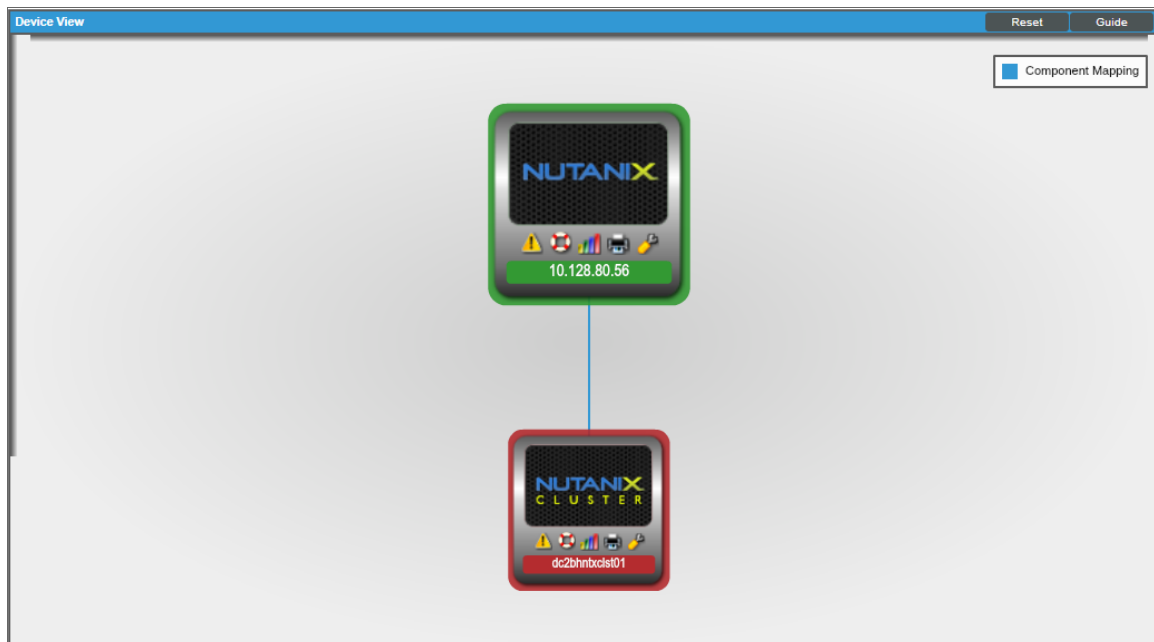 Device View
Reset
Guide
Component Mapping
NUTANIX
10.128.80.56
NUTANIX
CLUSTER
dc2bhntxclst01